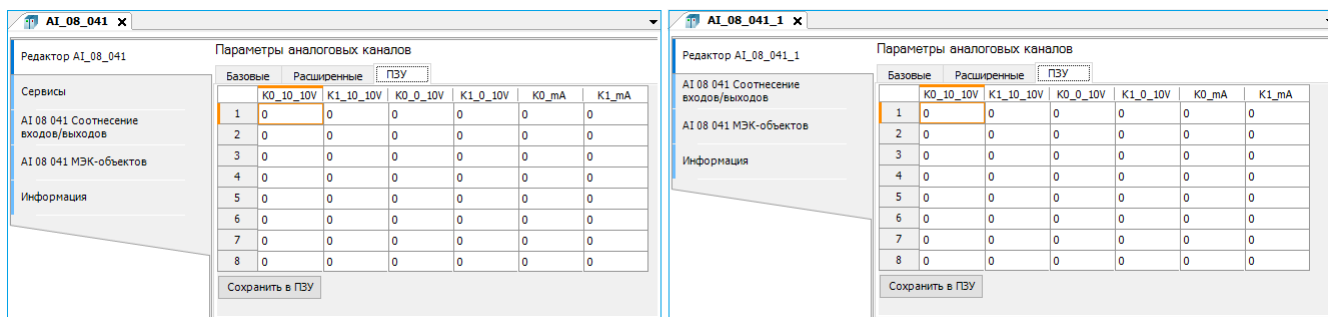 AI_08_041
Редактор AI_08_041
Сервисы
AI 08 041 Соотнесение
входов/выходов
AI 08 041 МЭК-объектов
Информация
Параметры аналоговых каналов
Базовые Расширенные ПЗУ
K0_10_10V K1_10_10V K0_0_10V K1_0_10V K0_mA K1_mA
1 0 0 0 0 0 0
2 0 0 0 0 0 0
3 0 0 0 0 0 0
4 0 0 0 0 0 0
5 0 0 0 0 0 0
6 0 0 0 0 0 0
7 0 0 0 0 0 0
8 0 0 0 0 0 0
Сохранить в ПЗУ
AI_08_041_1
Редактор AI_08_041_1
AI 08 041 Соотнесение
входов/выходов
AI 08 041 МЭК-объектов
Информация
Параметры аналоговых каналов
Базовые Расширенные ПЗУ
K0_10_10V K1_10_10V K0_0_10V K1_0_10V K0_mA K1_mA
1 0 0 0 0 0 0
2 0 0 0 0 0 0
3 0 0 0 0 0 0
4 0 0 0 0 0 0
5 0 0 0 0 0 0
6 0 0 0 0 0 0
7 0 0 0 0 0 0
8 0 0 0 0 0 0
Сохранить в ПЗУ